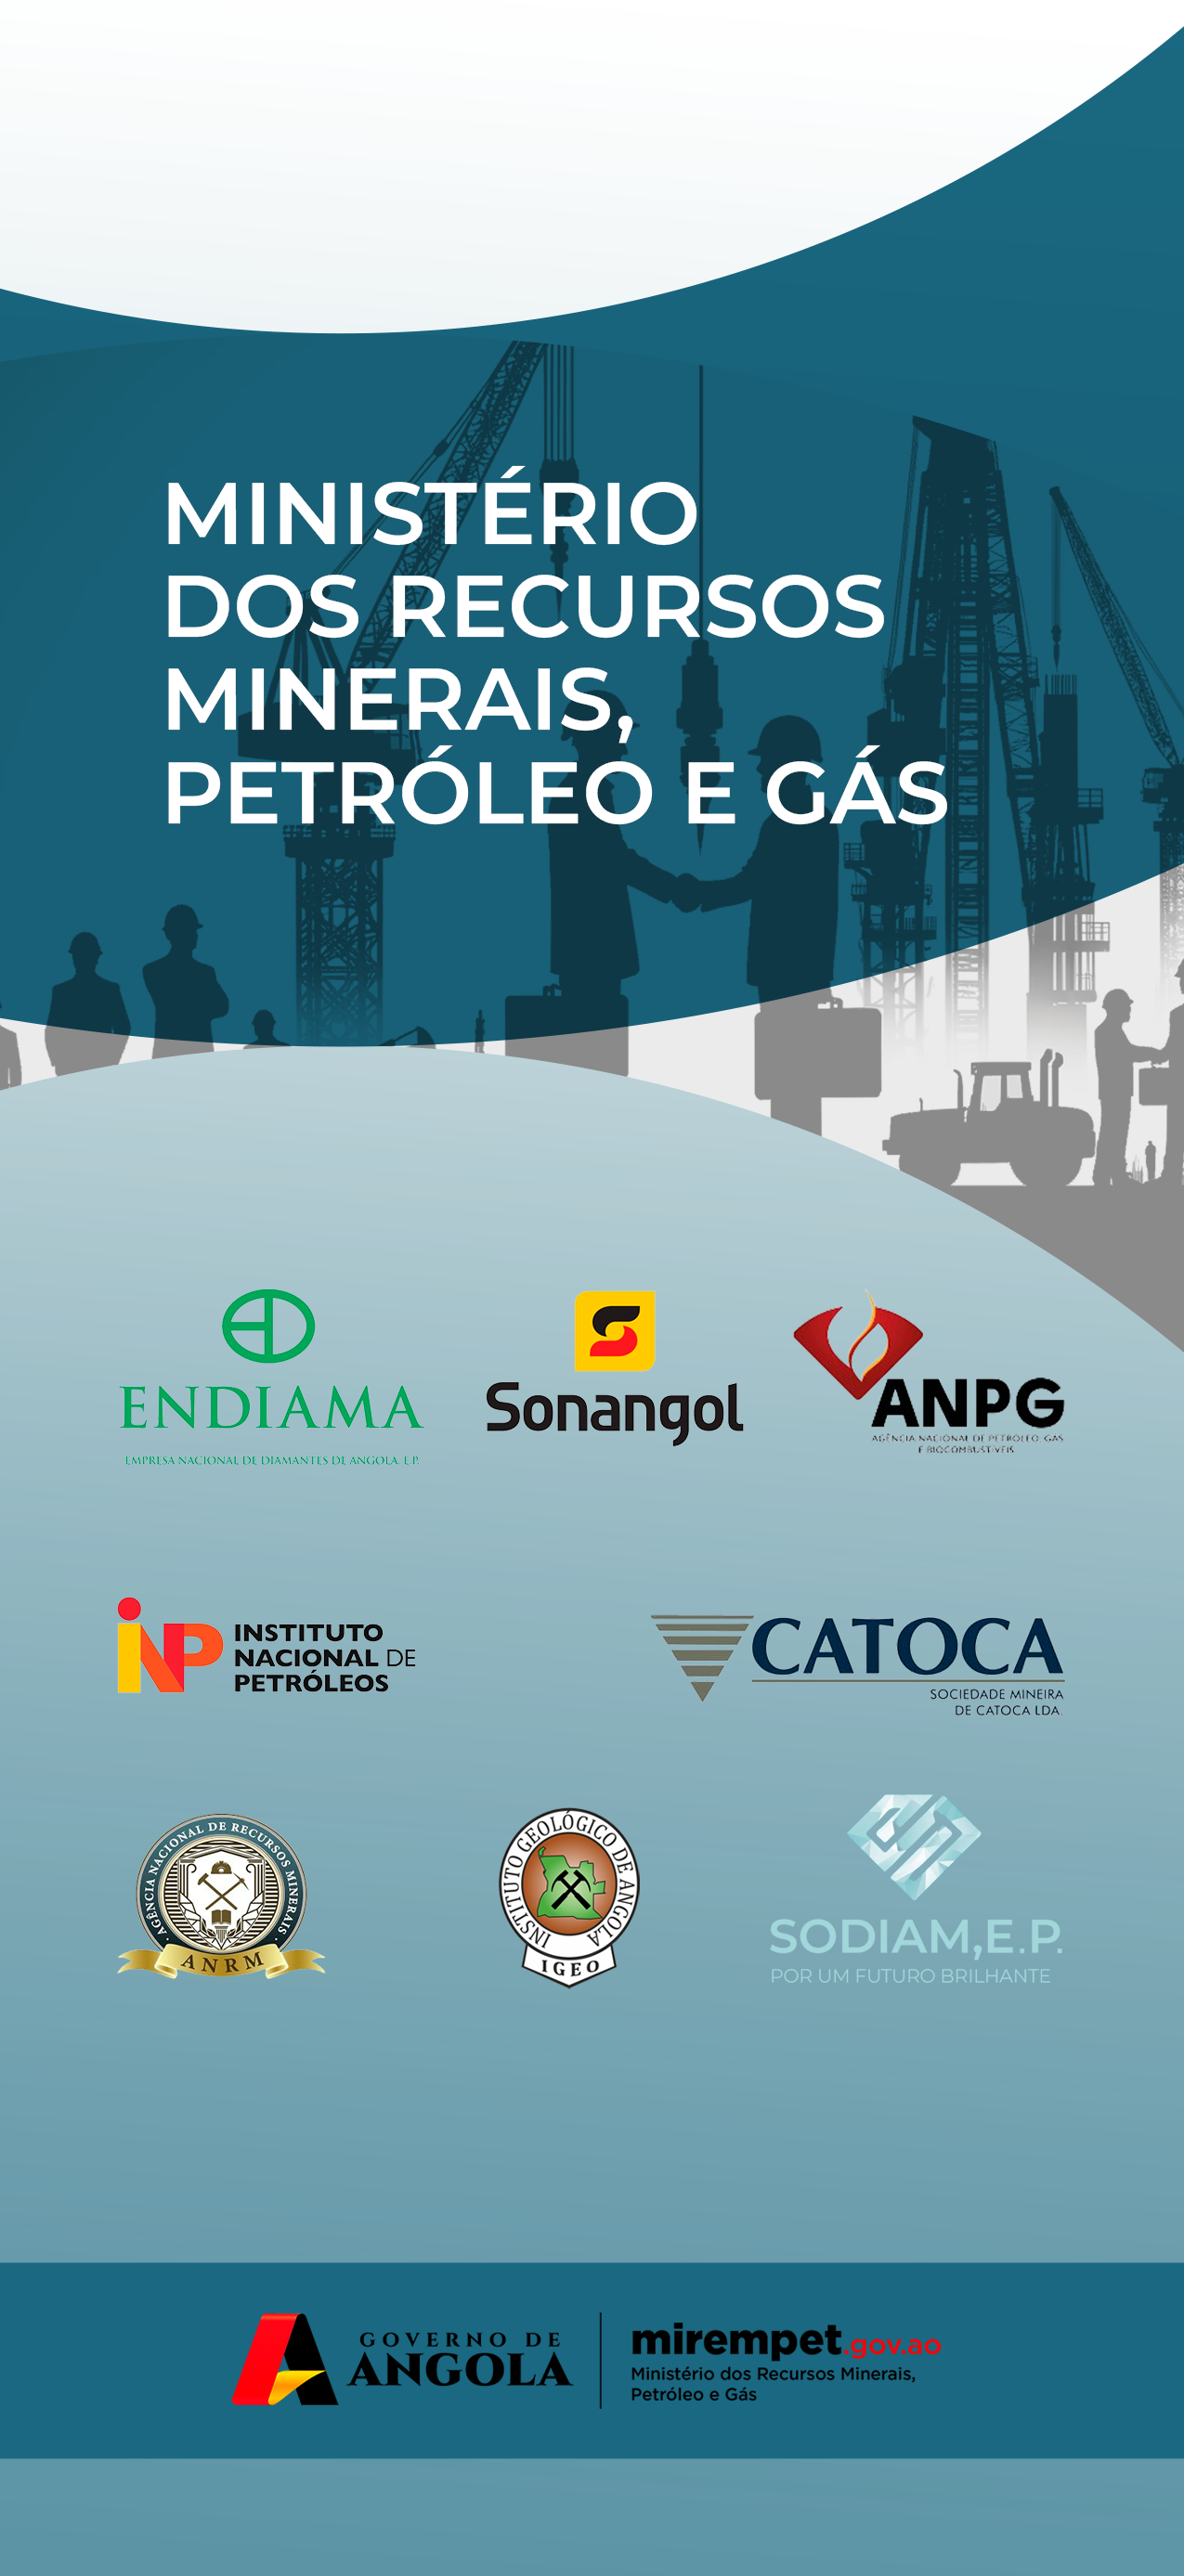 MINISTÉRIO
DOS RECURSOS
MINERAIS,
PETRÓLEO E GÁS
ENDIAMA
EMPRESA NACIONAL DE DIAMANTES DE ANGOLA. E.P.
Sonangol
ANPG
AGÊNCIA NACIONAL DE PETRÓLEO, GÁS
E BIOCOMBUSTÍVEIS
iNP
INSTITUTO
NACIONAL DE
PETRÓLEOS
CATOCA
SOCIEDADE MINEIRA
DE CATOCA LDA.
AGÊNCIA NACIONAL DE RECURSOS MINERAIS
ANRM
INSTITUTO GEOLÓGICO DE ANGOLA
IGEO
SODIAM,E.P.
POR UM FUTURO BRILHANTE
GOVERNO DE
ANGOLA
mirempet.gov.ao
Ministério dos Recursos Minerais,
Petróleo e Gás